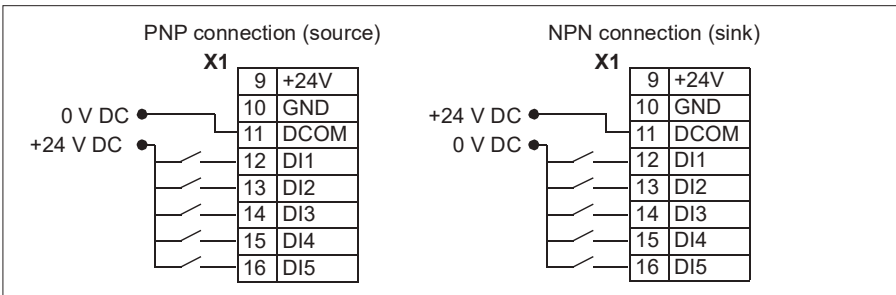 PNP connection (source)
X1
9 +24V
10 GND
0 V DC
11 DCOM
+24 V DC
12 DI1
13 DI2
14 DI3
15 DI4
16 DI5
NPN connection (sink)
X1
9 +24V
10 GND
+24 V DC
11 DCOM
0 V DC
12 DI1
13 DI2
14 DI3
15 DI4
16 DI5